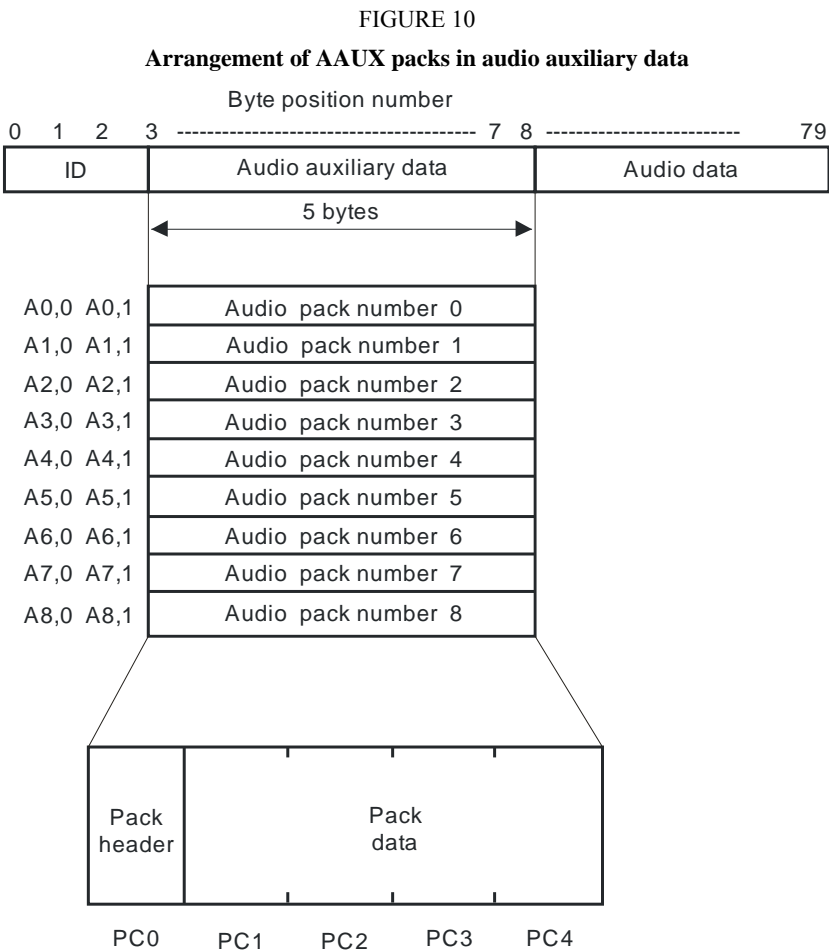 FIGURE 10
Arrangement of AAUX packs in audio auxiliary data
Byte position number
0 1 2 3 --------------------------------------- 7 8 -------------------------- 79
ID Audio auxiliary data Audio data
5 bytes
A0,0 A0,1 Audio pack number 0
A1,0 A1,1 Audio pack number 1
A2,0 A2,1 Audio pack number 2
A3,0 A3,1 Audio pack number 3
A4,0 A4,1 Audio pack number 4
A5,0 A5,1 Audio pack number 5
A6,0 A6,1 Audio pack number 6
A7,0 A7,1 Audio pack number 7
A8,0 A8,1 Audio pack number 8
Pack
header
Pack
data
PC0 PC1 PC2 PC3 PC4